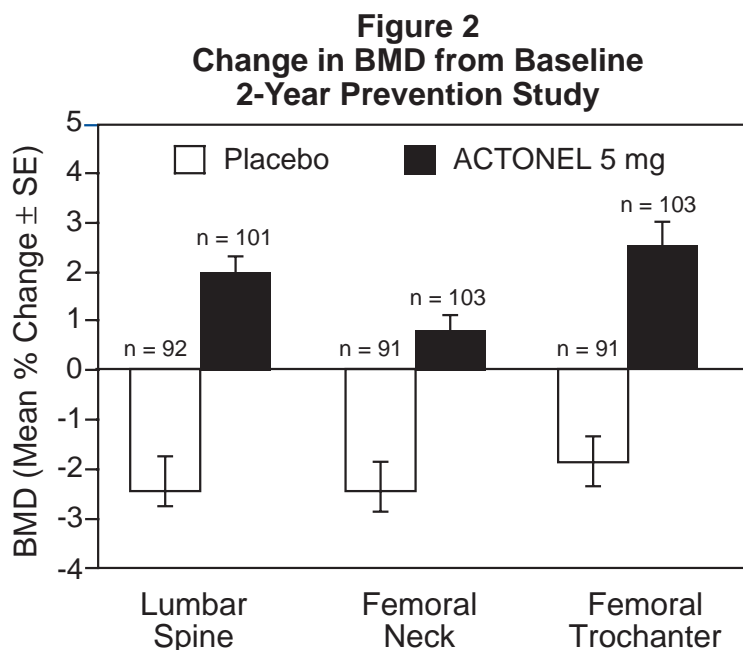 Figure 2
Change in BMD from Baseline
2-Year Prevention Study
BMD (Mean % Change ± SE)
5
4
3
2
1
0
-1
-2
-3
-4
Placebo
ACTONEL 5 mg
n = 92
n = 101
n = 91
n = 103
n = 91
n = 103
Lumbar
Spine
Femoral
Neck
Femoral
Trochanter